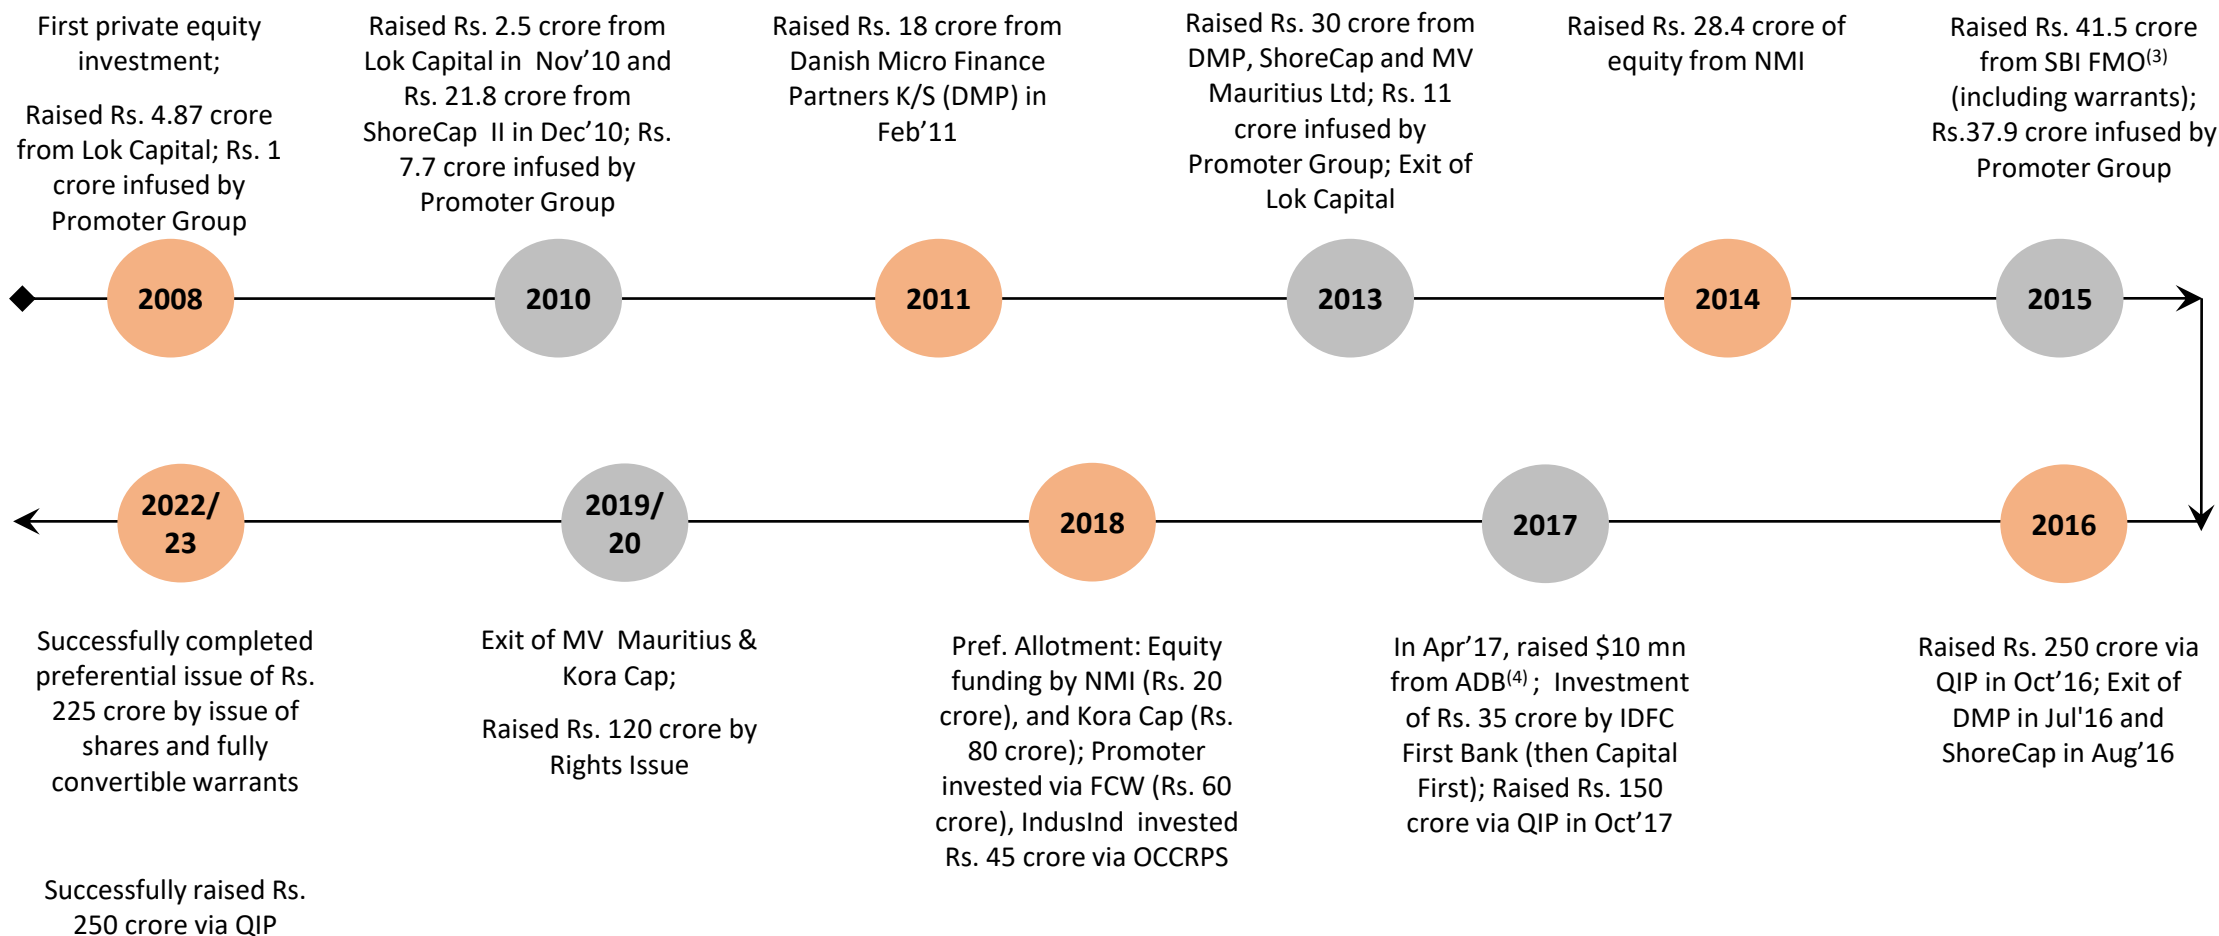 First private equity
investment;
Raised Rs. 4.87 crore
from Lok Capital; Rs. 1
crore infused by
Promoter Group
Raised Rs. 2.5 crore from
Lok Capital in Nov’10 and
Rs. 21.8 crore from
ShoreCap II in Dec’10; Rs.
7.7 crore infused by
Promoter Group
Raised Rs. 18 crore from
Danish Micro Finance
Partners K/S (DMP) in
Feb’11
Raised Rs. 30 crore from
DMP, ShoreCap and MV
Mauritius Ltd; Rs. 11
crore infused by
Promoter Group; Exit of
Lok Capital
Raised Rs. 28.4 crore of
equity from NMI
Raised Rs. 41.5 crore
from SBI FMO(3)
(including warrants);
Rs.37.9 crore infused by
Promoter Group
2008
2010
2011
2013
2014
2015
2022/
23
2019/
20
2018
2017
2016
Successfully completed
preferential issue of Rs.
225 crore by issue of
shares and fully
convertible warrants
Successfully raised Rs.
250 crore via QIP
Exit of MV Mauritius &
Kora Cap;
Raised Rs. 120 crore by
Rights Issue
Pref. Allotment: Equity
funding by NMI (Rs. 20
crore), and Kora Cap (Rs.
80 crore); Promoter
invested via FCW (Rs. 60
crore), IndusInd invested
Rs. 45 crore via OCCRPS
In Apr’17, raised $10 mn
from ADB(4) ; Investment
of Rs. 35 crore by IDFC
First Bank (then Capital
First); Raised Rs. 150
crore via QIP in Oct’17
Raised Rs. 250 crore via
QIP in Oct’16; Exit of
DMP in Jul'16 and
ShoreCap in Aug’16